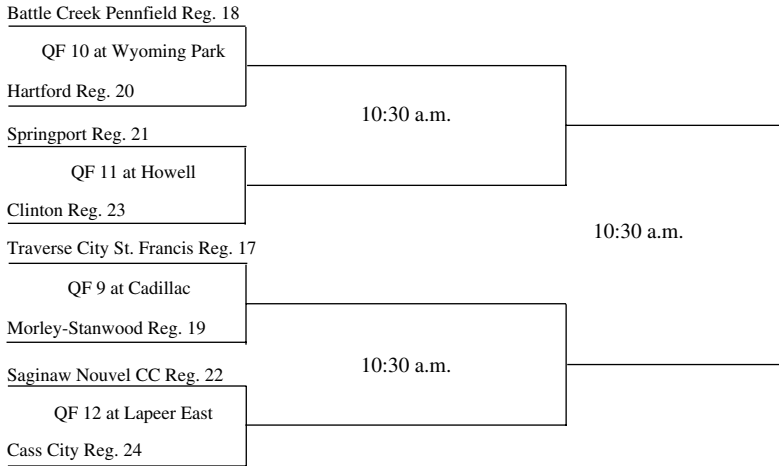 Battle Creek Pennfield Reg. 18
QF 10 at Wyoming Park
Hartford Reg. 20
10:30 a.m.
Springport Reg. 21
QF 11 at Howell
Clinton Reg. 23
10:30 a.m.
Traverse City St. Francis Reg. 17
QF 9 at Cadillac
Morley-Stanwood Reg. 19
10:30 a.m.
Saginaw Nouvel CC Reg. 22
QF 12 at Lapeer East
Cass City Reg. 24